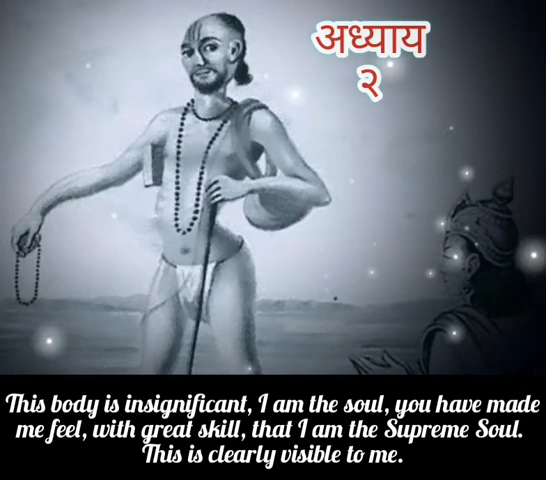 अध्याय
२
This body is insignificant, I am the soul, you have made
me feel, with great skill, that I am the Supreme Soul.
This is clearly visible to me.